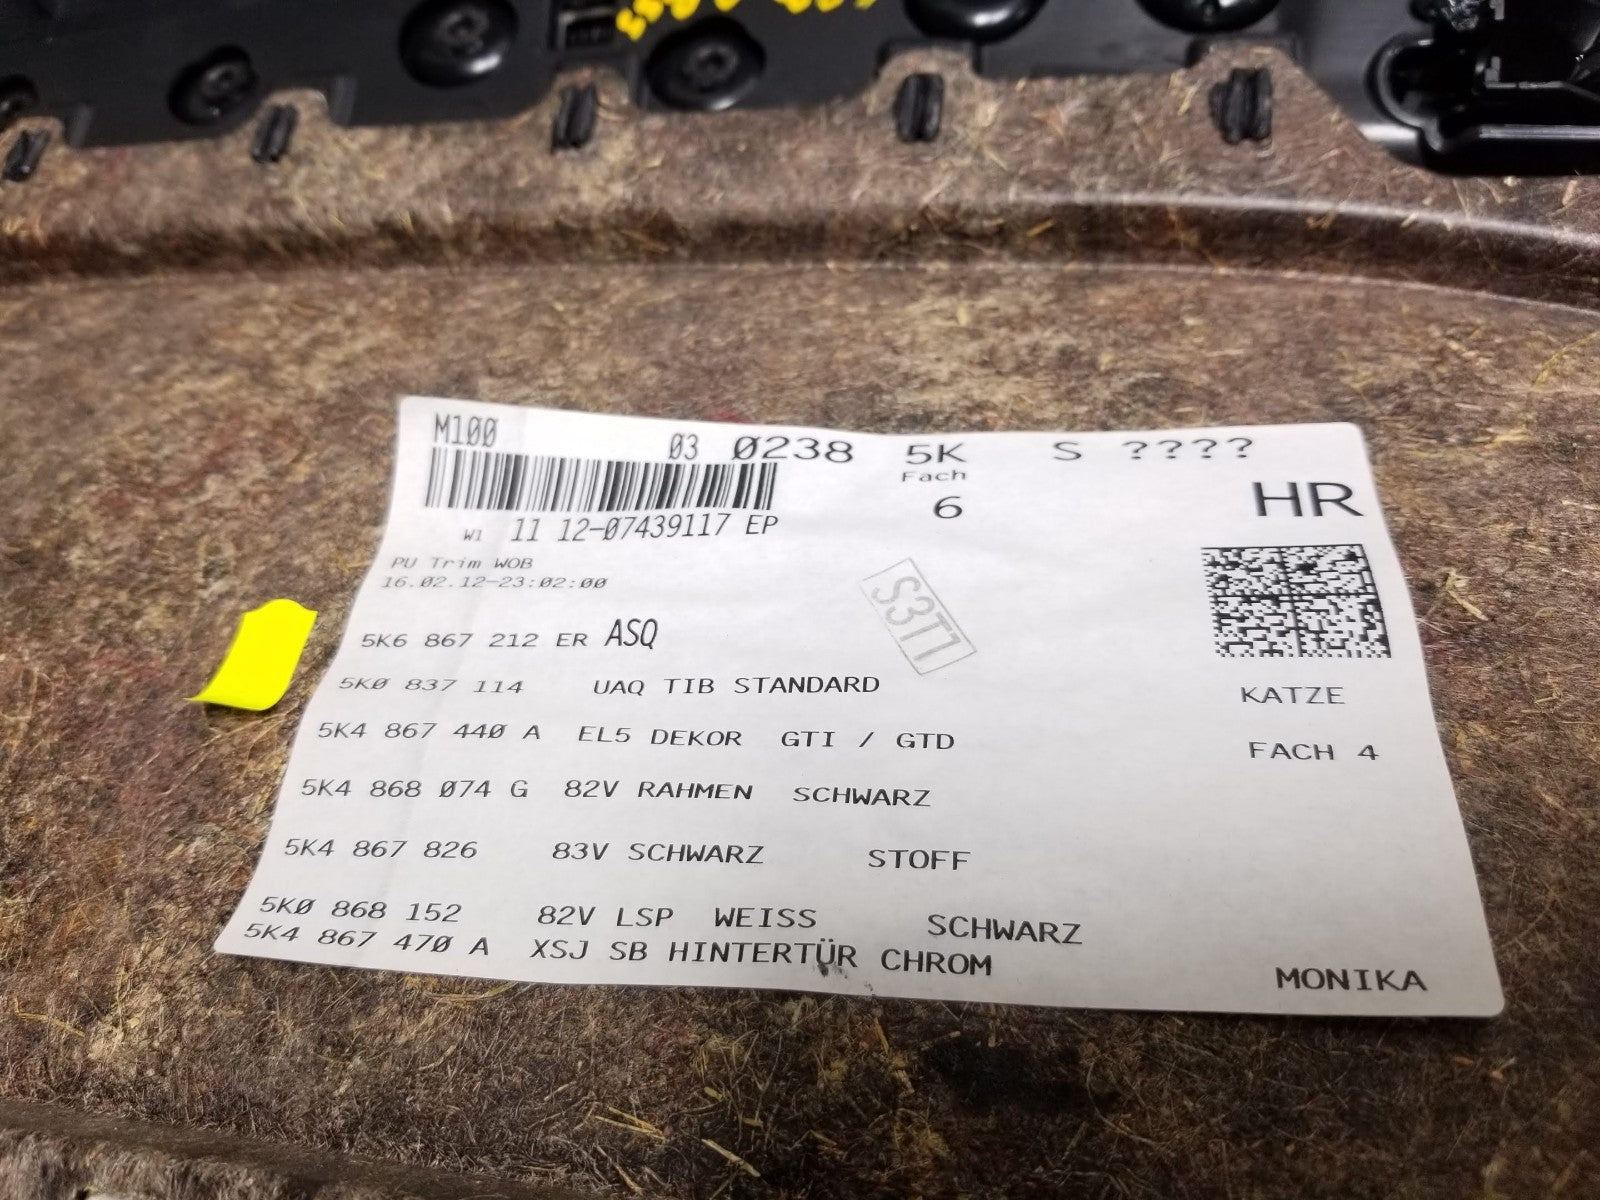 M100 03 0238 5K S ????
Fach
6 HR
W1 11 12-07439117 EP
PU Trim WOB
16.02.12-23:02:00
S3T1
5K6 867 212 ER ASQ
5K0 837 114 UAQ TIB STANDARD KATZE
5K4 867 440 A EL5 DEKOR GTI / GTD FACH 4
5K4 868 074 G 82V RAHMEN SCHWARZ
5K4 867 826 83V SCHWARZ STOFF
5K0 868 152 82V LSP WEISS SCHWARZ
5K4 867 470 A XSJ SB HINTERTÜR CHROM MONIKA